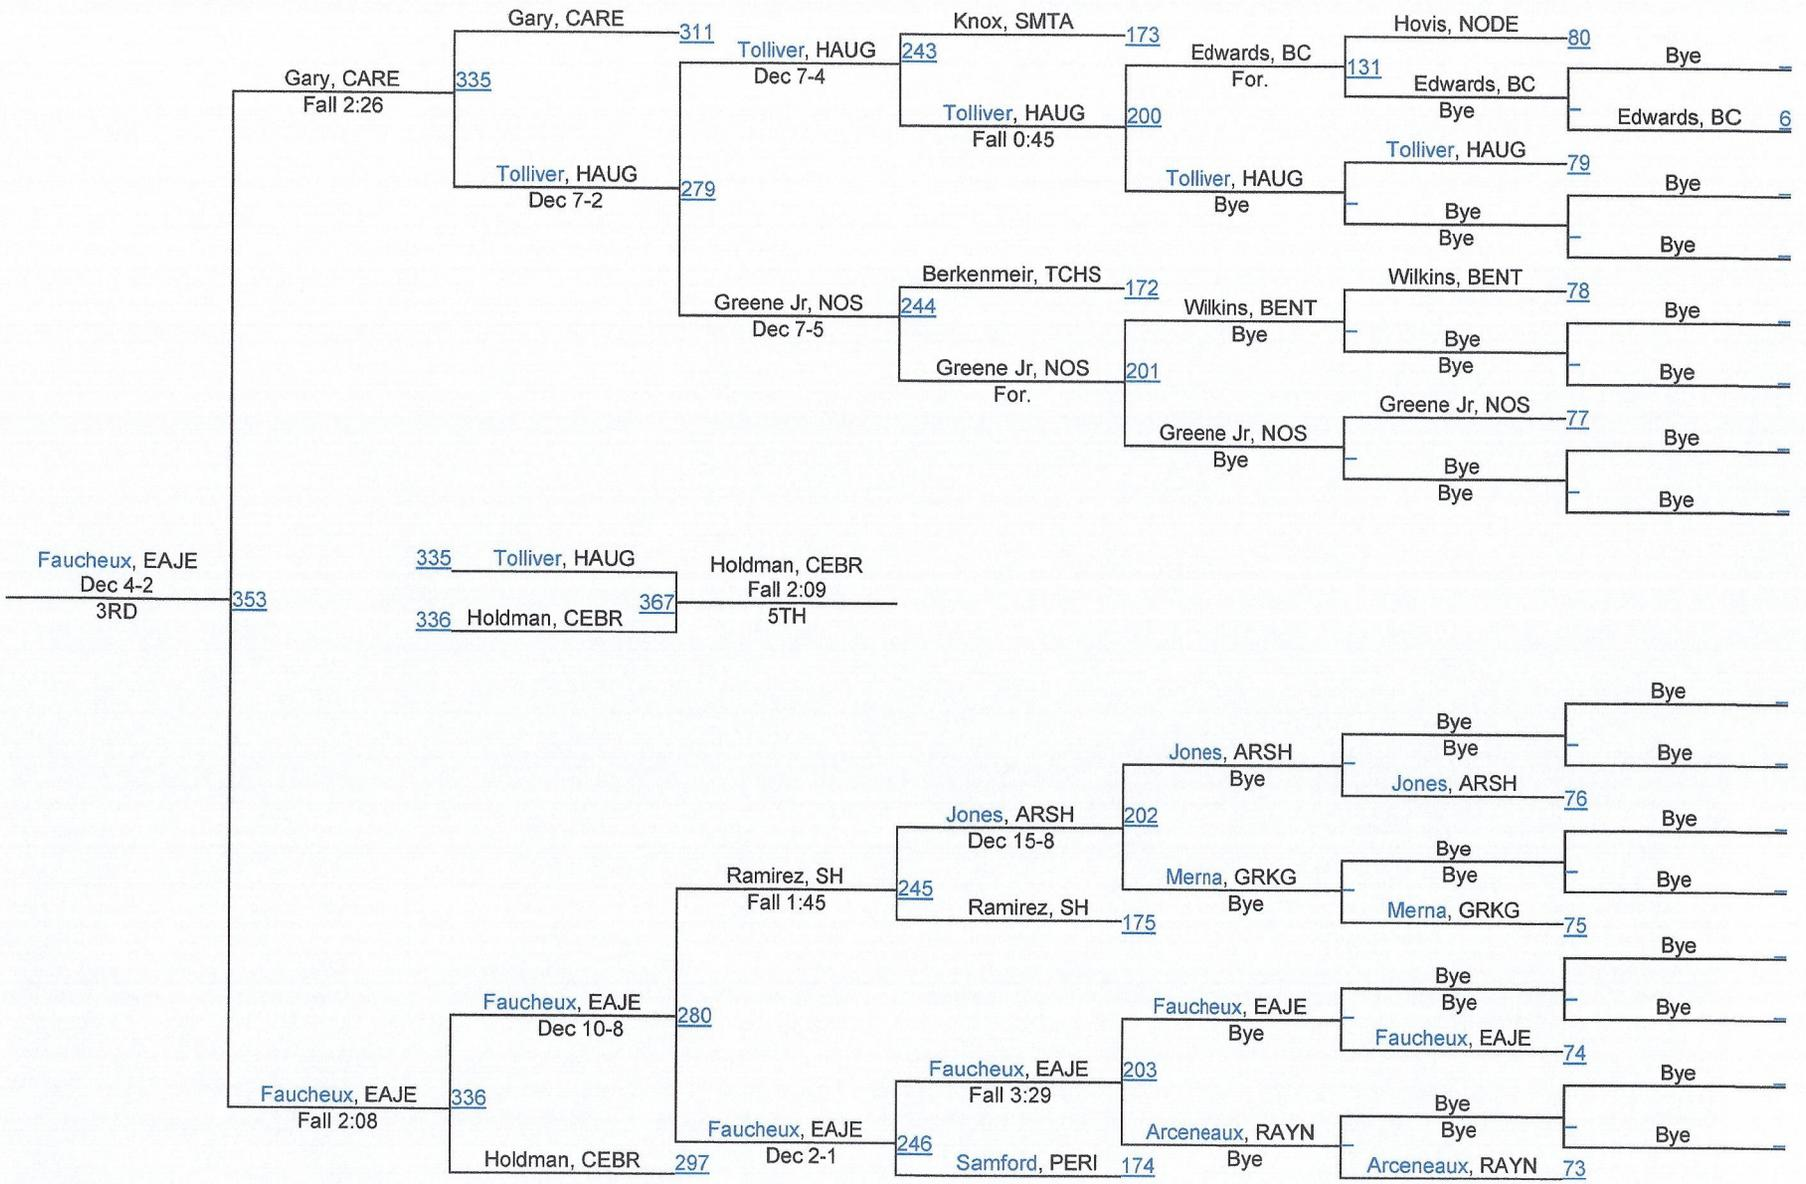 Gary, CARE
311
335
Gary, CARE
Fall 2:26
Tolliver, HAUG
Dec 7-2
279
Tolliver, HAUG
Dec 7-4
243
Knox, SMTA
173
Tolliver, HAUG
Fall 0:45
200
Edwards, BC
For.
131
Hovis, NODE
80
Edwards, BC
Bye
Bye
Edwards, BC 6
Tolliver, HAUG
Bye
Tolliver, HAUG
79
Bye
Bye
Bye
Bye
Greene Jr, NOS
Dec 7-5
244
Berkenmeir, TCHS
172
Greene Jr, NOS
For.
201
Wilkins, BENT
Bye
Wilkins, BENT
78
Bye
Bye
Bye
Bye
Greene Jr, NOS
Bye
Greene Jr, NOS
77
Bye
Bye
Bye
Bye
Faucheux, EAJE
Dec 4-2
3RD
353
335 Tolliver, HAUG
336 Holdman, CEBR
367
Holdman, CEBR
Fall 2:09
5TH
Bye
Bye
Bye
Bye
Jones, ARSH
Bye
Jones, ARSH
76
Jones, ARSH
Dec 15-8
202
Bye
Bye
Bye
Bye
Merna, GRKG
Bye
Merna, GRKG
75
Ramirez, SH
Fall 1:45
245
Ramirez, SH
175
Faucheux, EAJE
Dec 10-8
280
Bye
Bye
Bye
Bye
Faucheux, EAJE
Bye
Faucheux, EAJE
74
Faucheux, EAJE
Fall 3:29
203
Bye
Bye
Bye
Bye
Arceneaux, RAYN
Bye
Arceneaux, RAYN
73
Faucheux, EAJE
Fall 2:08
336
Faucheux, EAJE
Dec 2-1
246
Samford, PERI
174
Holdman, CEBR
297